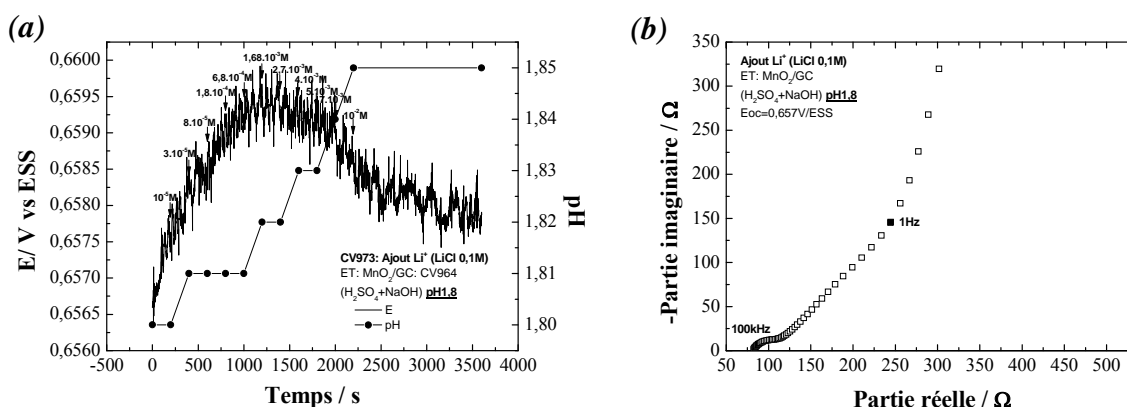 (a)
0,6600
0,6595
0,6590
0,6585
0,6580
0,6575
0,6570
0,6565
0,6560
E/ V vs ESS
-500 0 500 1000 1500 2000 2500 3000 3500 4000
Temps / s
1,85
1,84
1,83
1,82
1,81
1,80
pH
10⁻⁵M
3.10⁻⁵M
8.10⁻⁵M
1,8.10⁻⁴M
6,8.10⁻⁴M
1,68.10⁻³M
2,7.10⁻³M
4.10⁻³M
5.10⁻³M
10⁻²M
CV973: Ajout Li⁺ (LiCl 0,1M)
ET: MnO₂/GC: CV964
(H₂SO₄+NaOH) pH1.8
E
pH
(b)
350
300
250
200
150
100
50
0
-Partie imaginaire / Ω
50 100 150 200 250 300 350 400 450 500
Partie réelle / Ω
Ajout Li⁺ (LiCl 0,1M)
ET: MnO₂/GC
(H₂SO₄+NaOH) pH1.8
Eoc=0,657V/ESS
1Hz
100kHz